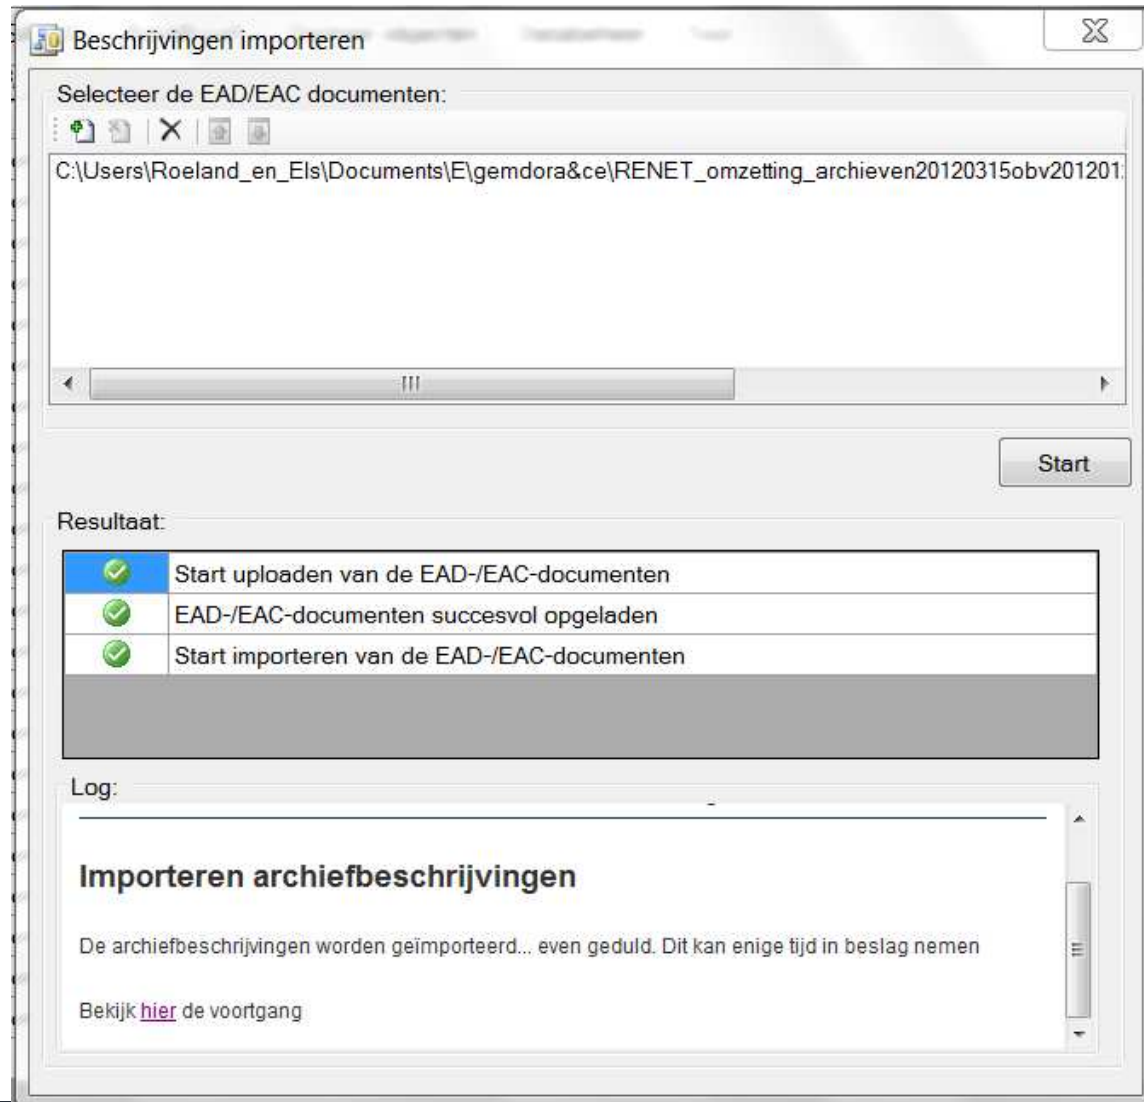 Beschrijvingen importeren
Selecteer de EAD/EAC documenten:
C:\Users\Roeland_en_Els\Documents\E\gemdora&ce\RENET_omzetting_archieven20120315obv201201
Start
Resultaat:
Start uploaden van de EAD-/EAC-documenten
EAD-/EAC-documenten succesvol opgeladen
Start importeren van de EAD-/EAC-documenten
Log:
Importeren archiefbeschrijvingen
De archiefbeschrijvingen worden geïmporteerd... even geduld. Dit kan enige tijd in beslag nemen
Bekijk hier de voortgang